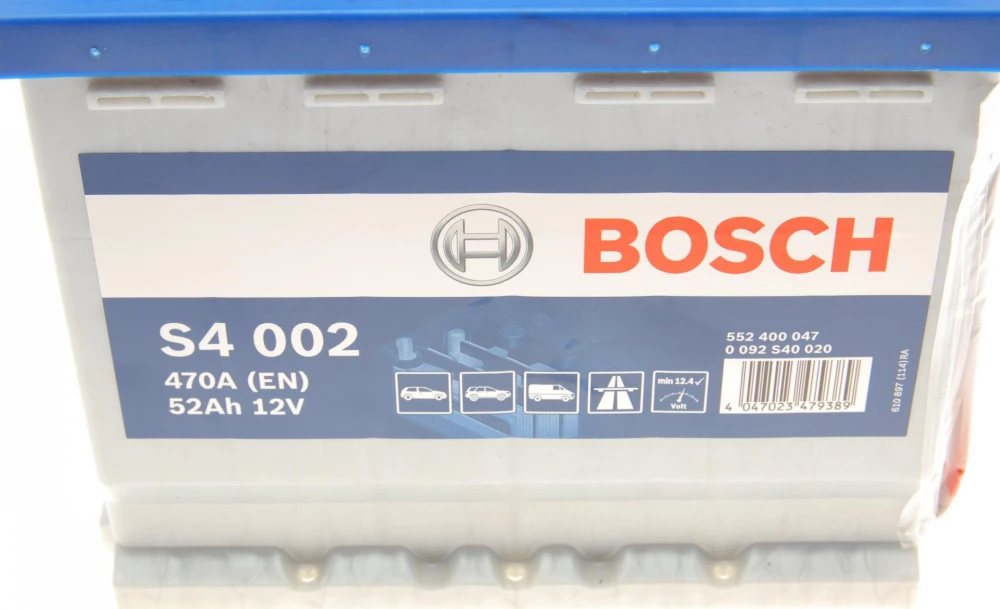 BOSCH
S4 002
470A (EN)
52Ah 12V
552 400 047
0 092 S40 020
min 12.4✓
Volt
4 047023 479389
610 897 (114) RA